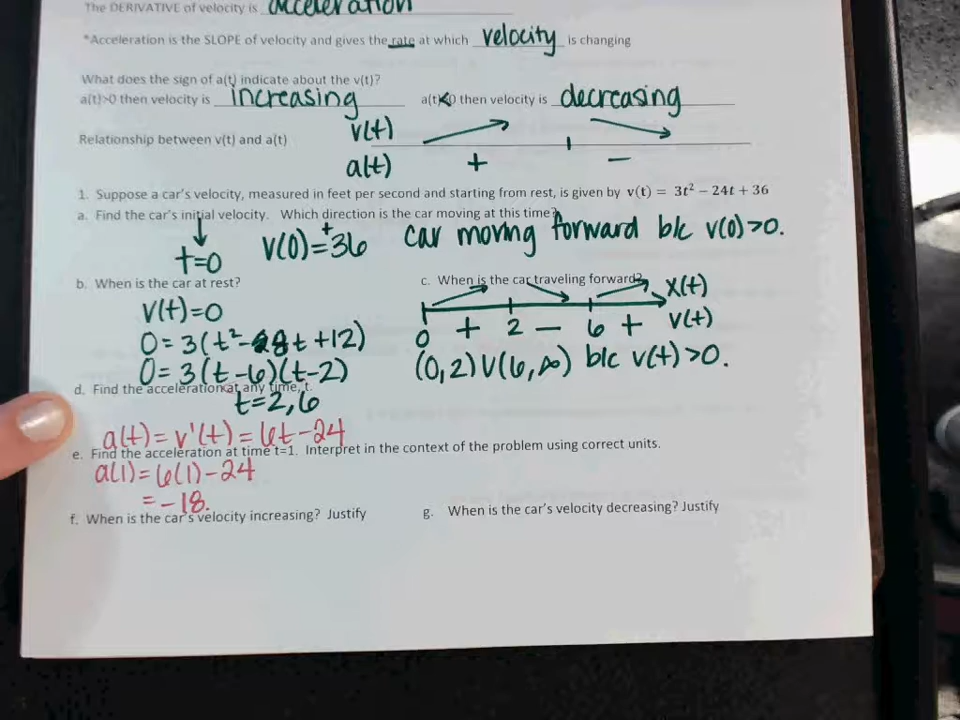 The DERIVATIVE of velocity is acceleration
*Acceleration is the SLOPE of velocity and gives the rate at which velocity is changing
What does the sign of a(t) indicate about the v(t)?
a(t)>0 then velocity is increasing a(t)<0 then velocity is decreasing
v(t)
Relationship between v(t) and a(t)
a(t) + −
1. Suppose a car's velocity, measured in feet per second and starting from rest, is given by v(t) = 3t² − 24t + 36
a. Find the car's initial velocity. Which direction is the car moving at this time?
t=0 v(0)=+36 car moving forward b/c v(0)>0.
b. When is the car at rest? c. When is the car traveling forward?
v(t)=0 x(t)
0 + 2 − 6 + v(t)
0=3(t²-8t+12)
(0,2)∪(6,∞) b/c v(t)>0.
0=3(t-6)(t-2)
d. Find the acceleration at any time, t.
t=2,6
a(t)=v'(t)=6t-24
e. Find the acceleration at time t=1. Interpret in the context of the problem using correct units.
a(1)=6(1)-24
=-18.
f. When is the car's velocity increasing? Justify g. When is the car's velocity decreasing? Justify